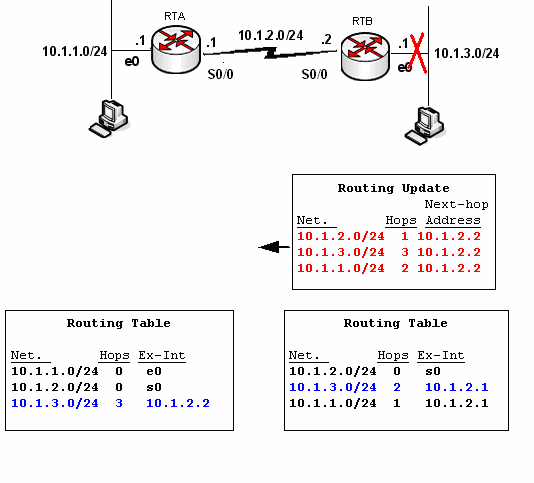 RTA
RTB
10.1.2.0/24
10.1.1.0/24
.1
.1
.2
.1
10.1.3.0/24
e0
S0/0
S0/0
e0
Routing Update
Next-hop
Net. Hops Address
10.1.2.0/24 1 10.1.2.2
10.1.3.0/24 3 10.1.2.2
10.1.1.0/24 2 10.1.2.2
Routing Table
Net. Hops Ex-Int
10.1.1.0/24 0 e0
10.1.2.0/24 0 s0
10.1.3.0/24 3 10.1.2.2
Routing Table
Net. Hops Ex-Int
10.1.2.0/24 0 s0
10.1.3.0/24 2 10.1.2.1
10.1.1.0/24 1 10.1.2.1